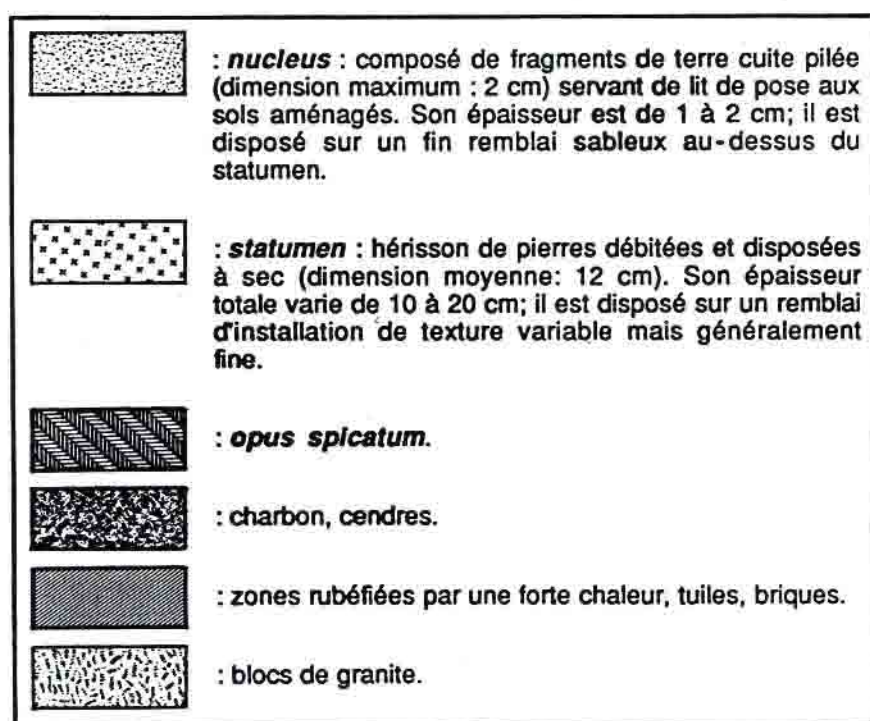 : nucleus : composé de fragments de terre cuite pilée
(dimension maximum : 2 cm) servant de lit de pose aux
sols aménagés. Son épaisseur est de 1 à 2 cm; il est
disposé sur un fin remblai sableux au-dessus du
statumen.
: statumen : hérisson de pierres débitées et disposées
à sec (dimension moyenne: 12 cm). Son épaisseur
totale varie de 10 à 20 cm; il est disposé sur un remblai
d'installation de texture variable mais généralement
fine.
: opus spicatum.
: charbon, cendres.
: zones rubéfiées par une forte chaleur, tuiles, briques.
: blocs de granite.